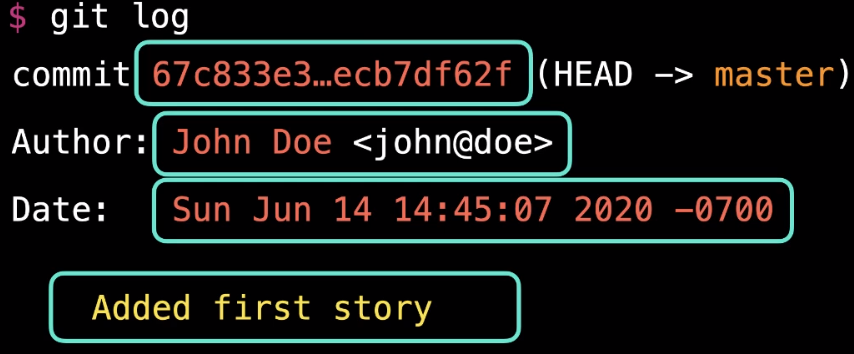 $ git log
commit 67c833e3…ecb7df62f (HEAD -> master)
Author: John Doe <john@doe>
Date: Sun Jun 14 14:45:07 2020 -0700
Added first story